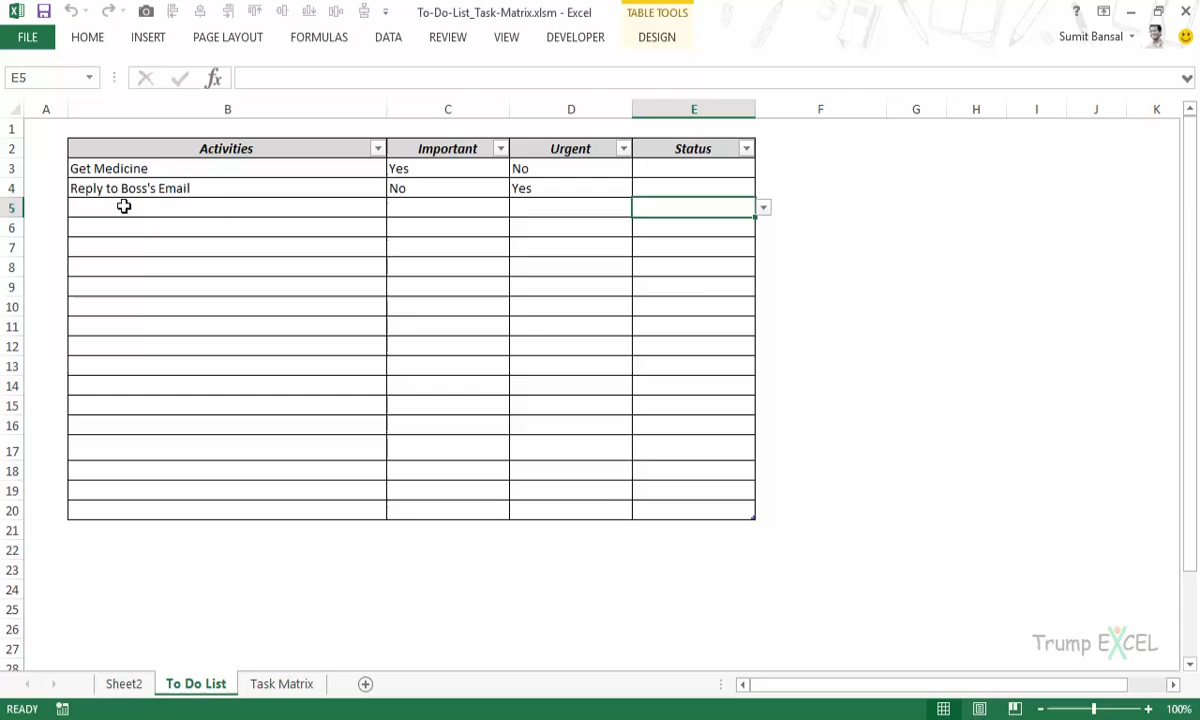 To-Do-List_Task-Matrix.xlsm - Excel
TABLE TOOLS
?
FILE HOME INSERT PAGE LAYOUT FORMULAS DATA REVIEW VIEW DEVELOPER DESIGN
Sumit Bansal
E5 fx
A B C D E F G H I J K
1
2 Activities Important Urgent Status
3 Get Medicine Yes No
4 Reply to Boss's Email No Yes
5
6
7
8
9
10
11
12
13
14
15
16
17
18
19
20
21
22
23
24
25
26
27
28
Trump EXCEL
Sheet2 To Do List Task Matrix
READY 100%